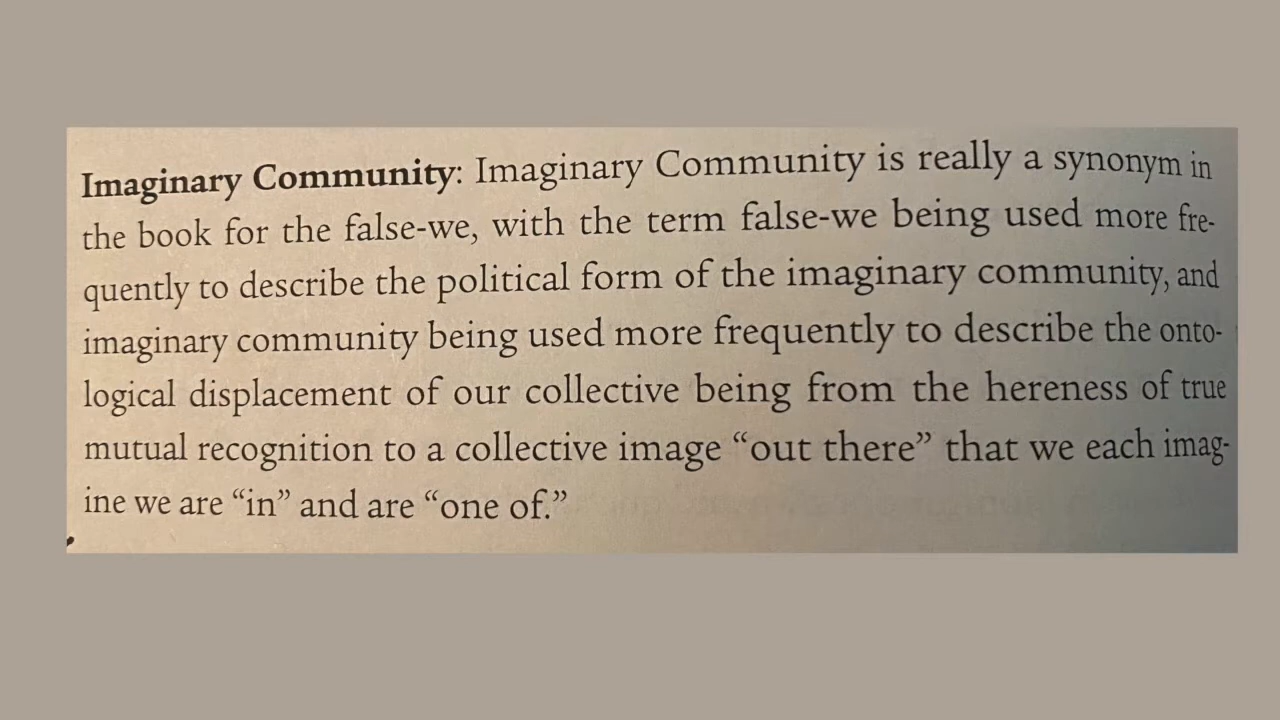 Imaginary Community: Imaginary Community is really a synonym in
the book for the false-we, with the term false-we being used more fre-
quently to describe the political form of the imaginary community, and
imaginary community being used more frequently to describe the onto-
logical displacement of our collective being from the hereness of true
mutual recognition to a collective image “out there” that we each imag-
ine we are “in” and are “one of.”